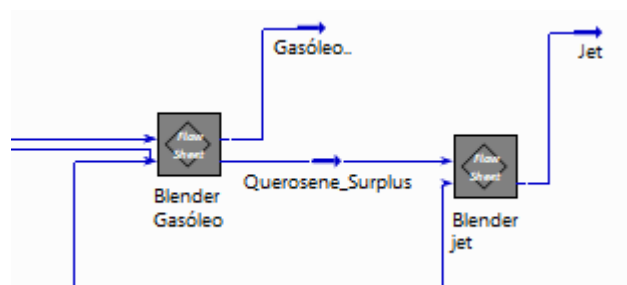 Gasóleo..
Jet
Flow
Sheet
Flow
Sheet
Querosene_Surplus
Blender
Gasóleo
Blender
jet